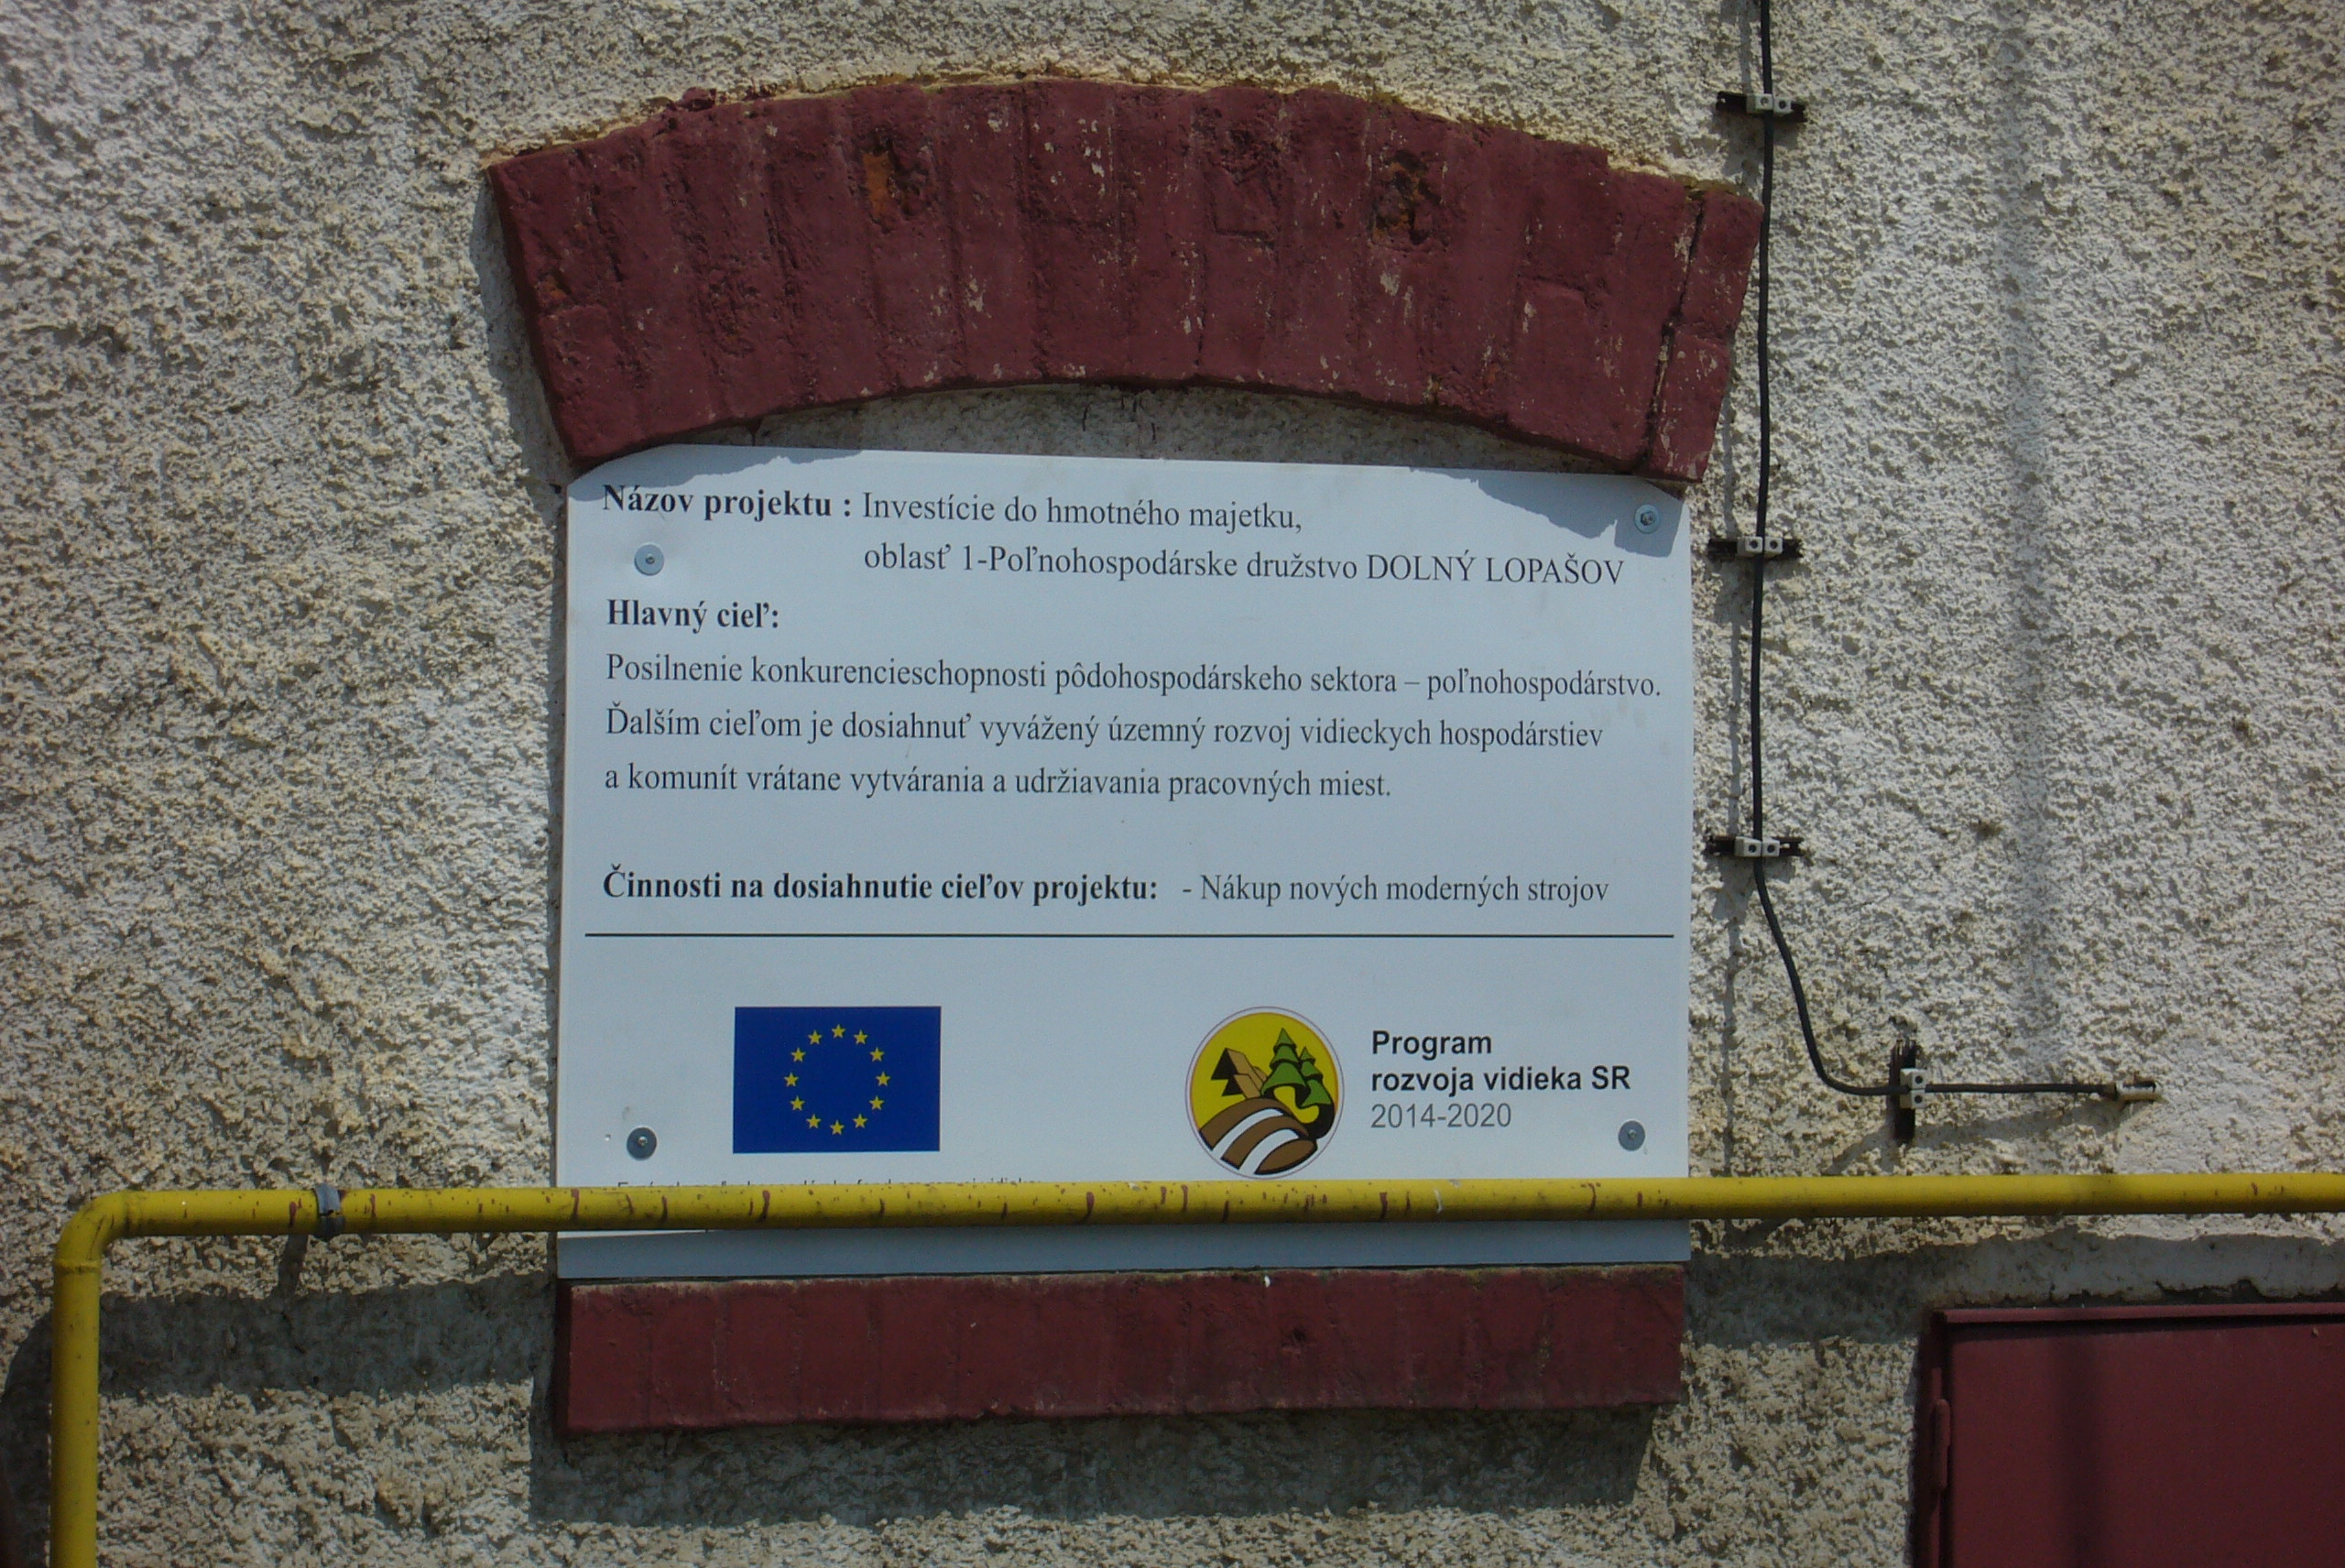 Názov projektu : Investície do hmotného majetku,
oblasť 1-Poľnohospodárske družstvo DOLNÝ LOPAŠOV
Hlavný cieľ:
Posilnenie konkurencieschopnosti pôdohospodárskeho sektora – poľnohospodárstvo.
Ďalším cieľom je dosiahnuť vyvážený územný rozvoj vidieckych hospodárstiev
a komunít vrátane vytvárania a udržiavania pracovných miest.
Činnosti na dosiahnutie cieľov projektu: - Nákup nových moderných strojov
Program
rozvoja vidieka SR
2014-2020